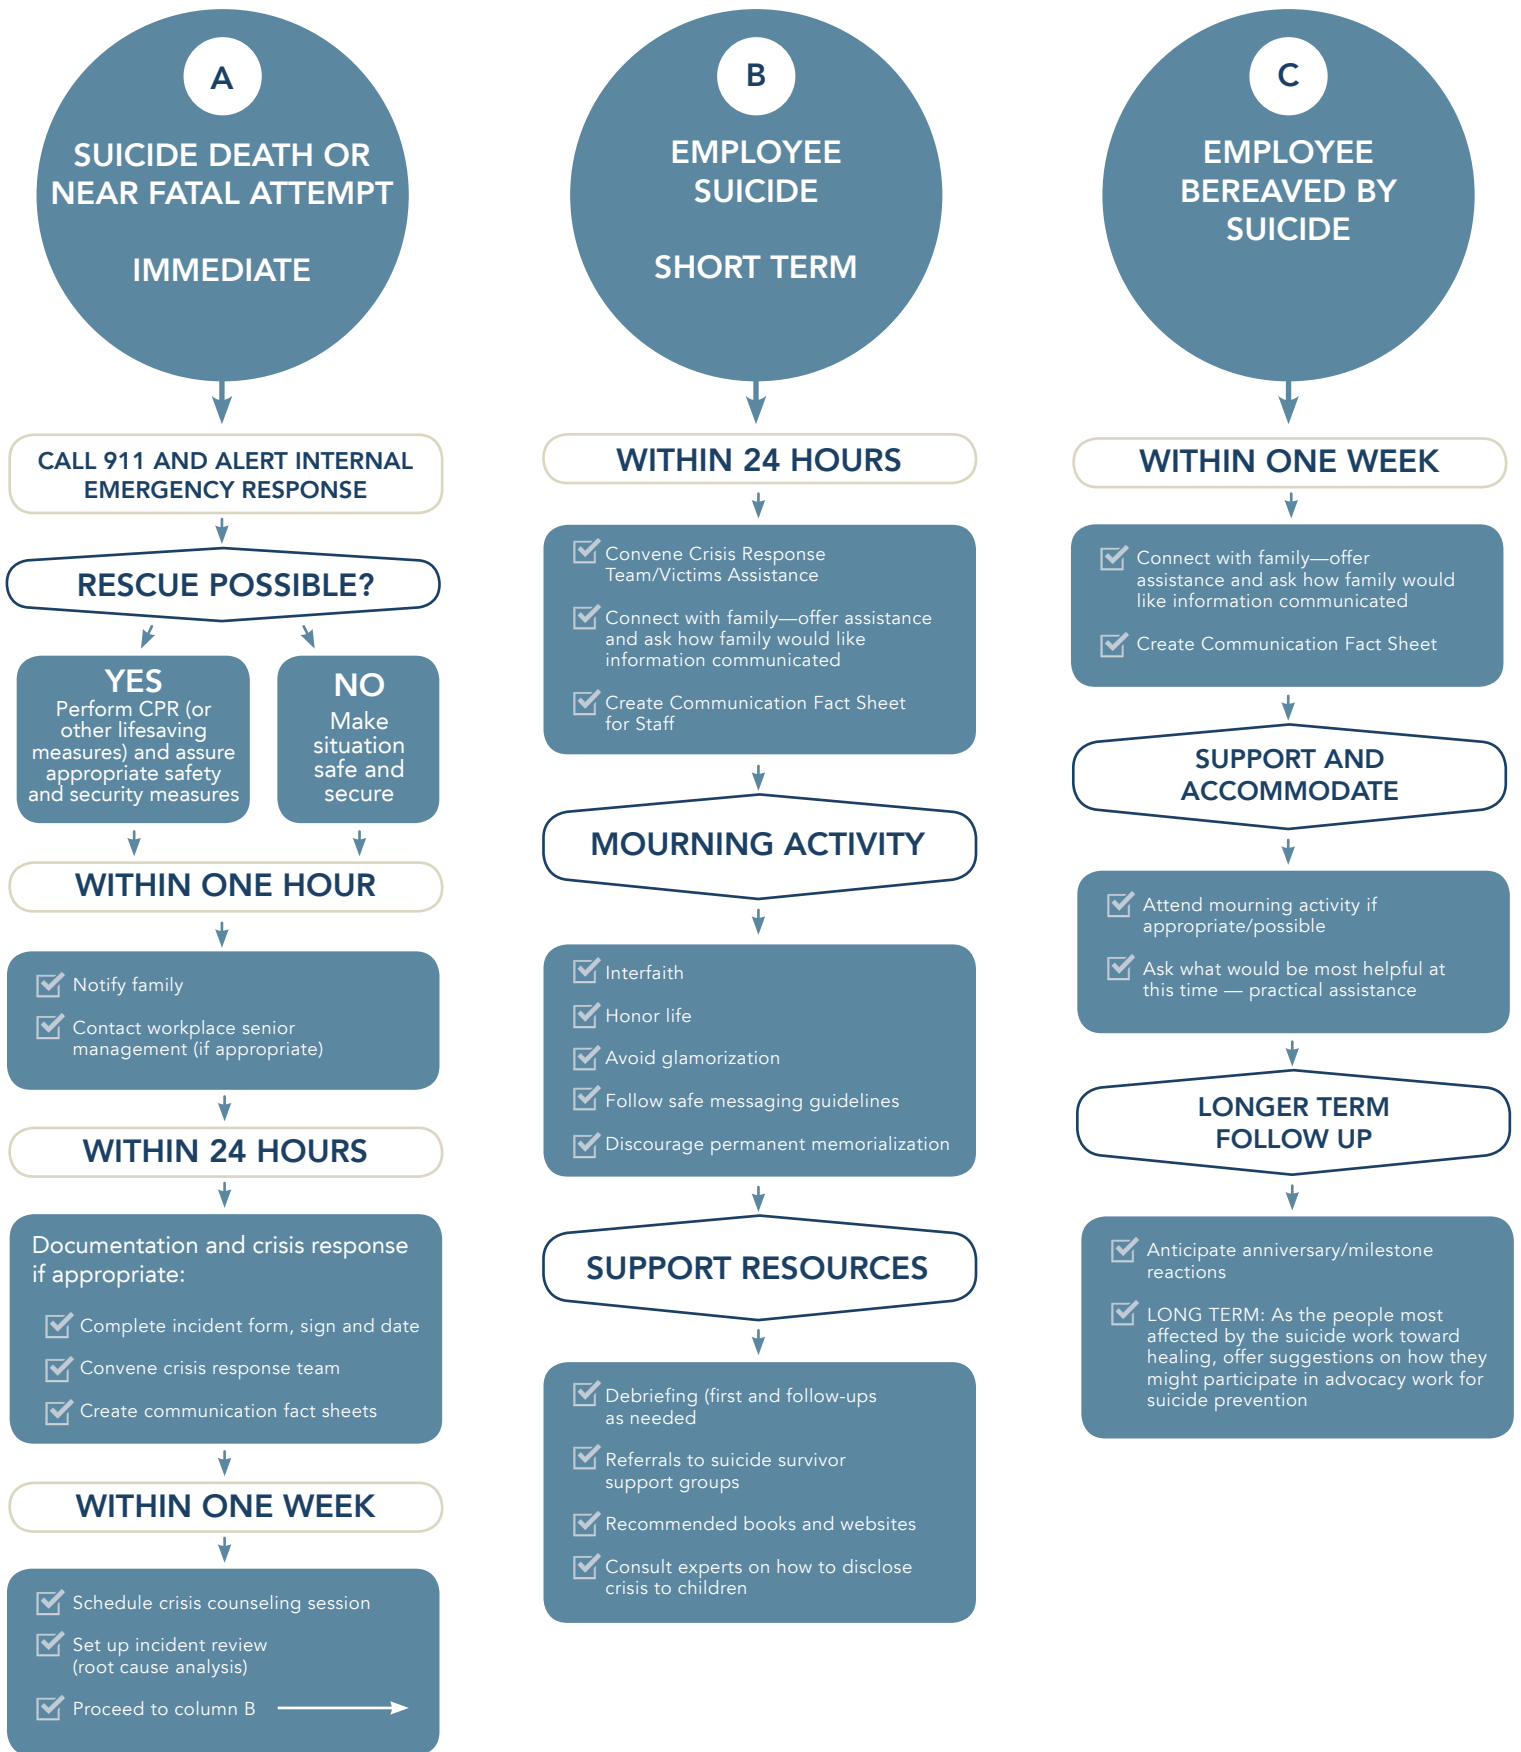 A
SUICIDE DEATH OR
NEAR FATAL ATTEMPT
IMMEDIATE
CALL 911 AND ALERT INTERNAL
EMERGENCY RESPONSE
RESCUE POSSIBLE?
YES
Perform CPR (or
other lifesaving
measures) and assure
appropriate safety
and security measures
NO
Make
situation
safe and
secure
WITHIN ONE HOUR
Notify family
Contact workplace senior
management (if appropriate)
WITHIN 24 HOURS
Documentation and crisis response
if appropriate:
Complete incident form, sign and date
Convene crisis response team
Create communication fact sheets
WITHIN ONE WEEK
Schedule crisis counseling session
Set up incident review
(root cause analysis)
Proceed to column B
B
EMPLOYEE
SUICIDE
SHORT TERM
WITHIN 24 HOURS
Convene Crisis Response
Team/Victims Assistance
Connect with family—offer assistance
and ask how family would like
information communicated
Create Communication Fact Sheet
for Staff
MOURNING ACTIVITY
Interfaith
Honor life
Avoid glamorization
Follow safe messaging guidelines
Discourage permanent memorialization
SUPPORT RESOURCES
Debriefing (first and follow-ups
as needed
Referrals to suicide survivor
support groups
Recommended books and websites
Consult experts on how to disclose
crisis to children
C
EMPLOYEE
BEREAVED BY
SUICIDE
WITHIN ONE WEEK
Connect with family—offer
assistance and ask how family would
like information communicated
Create Communication Fact Sheet
SUPPORT AND
ACCOMMODATE
Attend mourning activity if
appropriate/possible
Ask what would be most helpful at
this time — practical assistance
LONGER TERM
FOLLOW UP
Anticipate anniversary/milestone
reactions
LONG TERM: As the people most
affected by the suicide work toward
healing, offer suggestions on how they
might participate in advocacy work for
suicide prevention